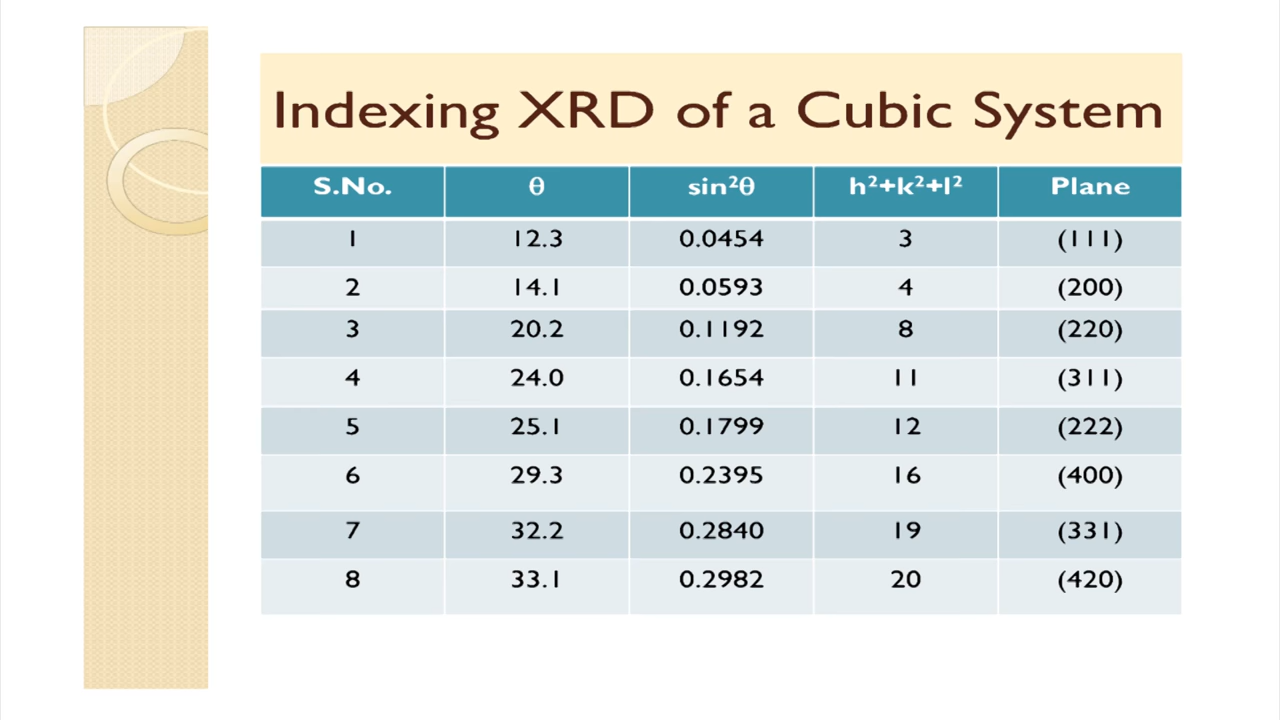 Indexing XRD of a Cubic System
S.No. θ sin²θ h²+k²+l² Plane
1 12.3 0.0454 3 (111)
2 14.1 0.0593 4 (200)
3 20.2 0.1192 8 (220)
4 24.0 0.1654 11 (311)
5 25.1 0.1799 12 (222)
6 29.3 0.2395 16 (400)
7 32.2 0.2840 19 (331)
8 33.1 0.2982 20 (420)